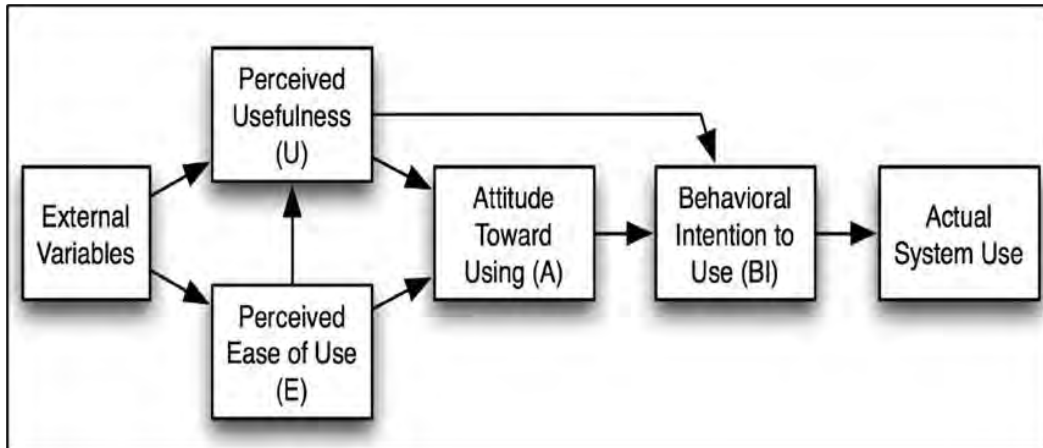 External
Variables
Perceived
Usefulness
(U)
Perceived
Ease of Use
(E)
Attitude
Toward
Using (A)
Behavioral
Intention to
Use (BI)
Actual
System Use